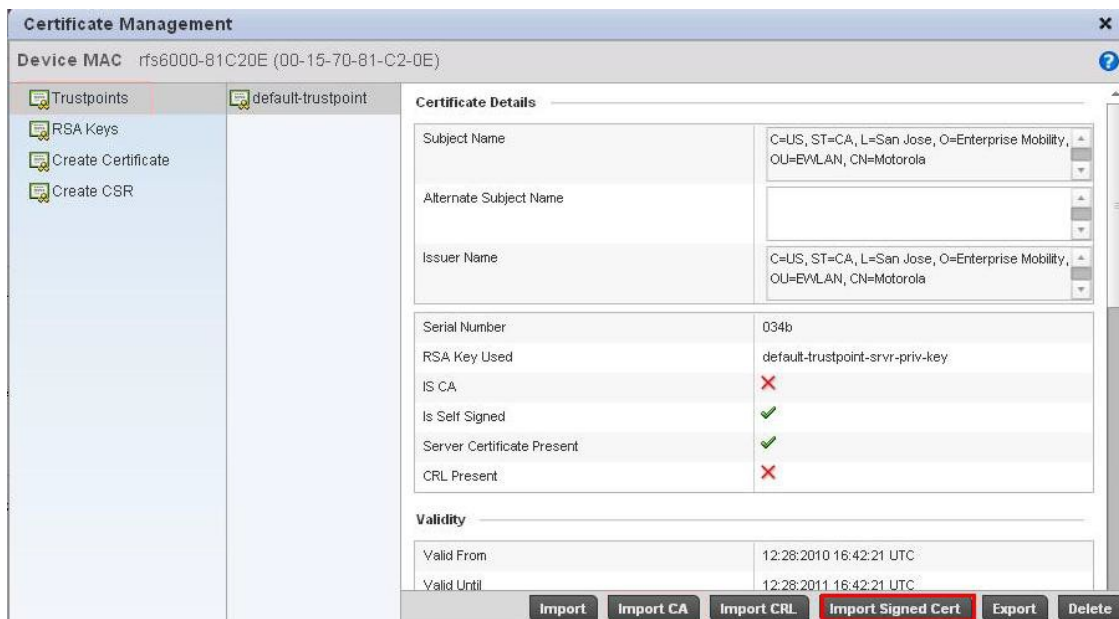 Certificate Management
Device MAC rfs6000-81C20E (00-15-70-81-C2-0E)
Trustpoints
RSA Keys
Create Certificate
Create CSR
default-trustpoint
Certificate Details
Subject Name
C=US, ST=CA, L=San Jose, O=Enterprise Mobility,
OU=EWLAN, CN=Motorola
Alternate Subject Name
Issuer Name
C=US, ST=CA, L=San Jose, O=Enterprise Mobility,
OU=EWLAN, CN=Motorola
Serial Number 034b
RSA Key Used default-trustpoint-srvr-priv-key
IS CA
Is Self Signed
Server Certificate Present
CRL Present
Validity
Valid From 12:28:2010 16:42:21 UTC
Valid Until 12:28:2011 16:42:21 UTC
Import Import CA Import CRL Import Signed Cert Export Delete